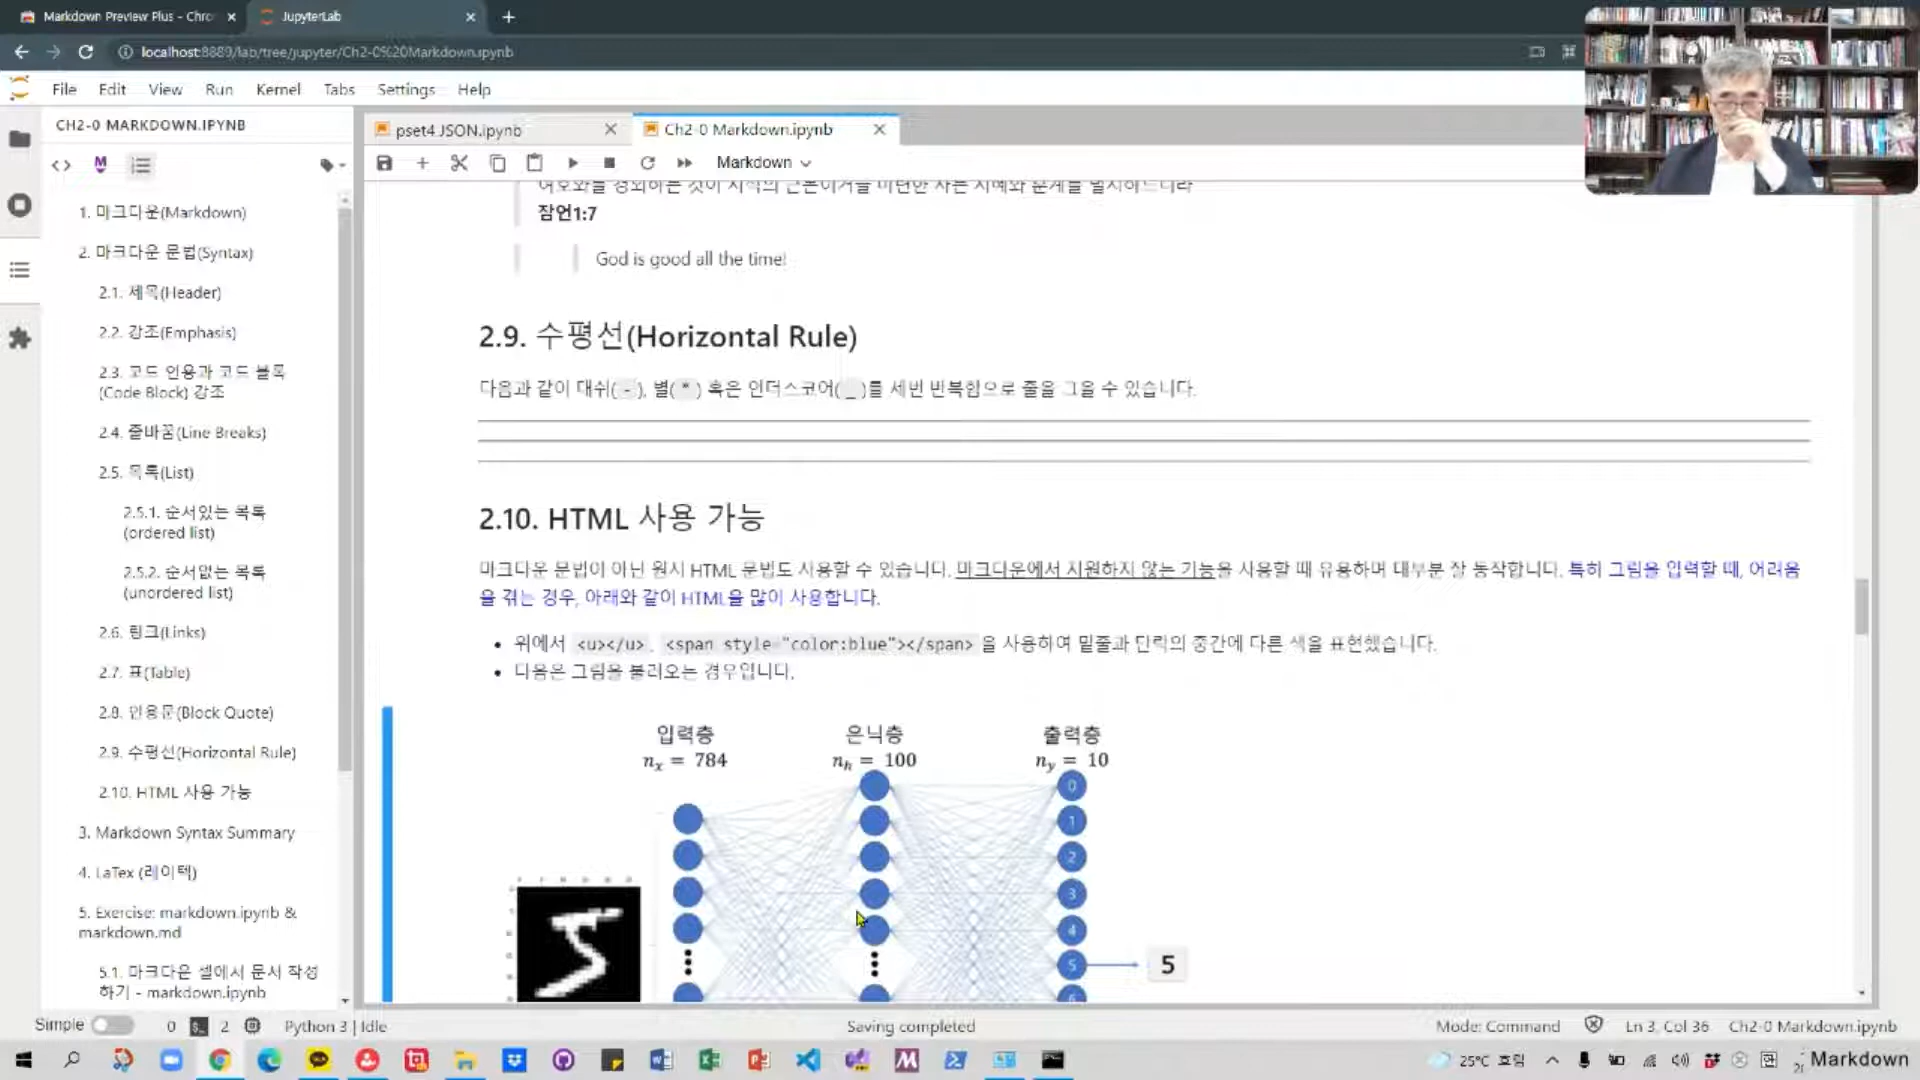 Markdown Preview Plus - Chro
JupyterLab
localhost:8889/lab/tree/jupyter/Ch2-0%20Markdown.ipynb
File Edit View Run Kernel Tabs Settings Help
CH2-0 MARKDOWN.IPYNB
1. 마크다운(Markdown)
2. 마크다운 문법(Syntax)
2.1. 제목(Header)
2.2. 강조(Emphasis)
2.3. 코드 인용과 코드 블록
(Code Block) 강조
2.4. 줄바꿈(Line Breaks)
2.5. 목록(List)
2.5.1. 순서있는 목록
(ordered list)
2.5.2. 순서없는 목록
(unordered list)
2.6. 링크(Links)
2.7. 표(Table)
2.8. 인용문(Block Quote)
2.9. 수평선(Horizontal Rule)
2.10. HTML 사용 가능
3. Markdown Syntax Summary
4. LaTex (레이텍)
5. Exercise: markdown.ipynb &
markdown.md
5.1. 마크다운 셀에서 문서 작성
하기 - markdown.ipynb
pset4 JSON.ipynb
Ch2-0 Markdown.ipynb
Markdown
잠언1:7
God is good all the time!
2.9. 수평선(Horizontal Rule)
다음과 같이 대쉬( - ), 별( * ) 혹은 언더스코어( _ )를 세번 반복함으로 줄을 그을 수 있습니다.
2.10. HTML 사용 가능
마크다운 문법이 아닌 원시 HTML 문법도 사용할 수 있습니다. 마크다운에서 지원하지 않는 기능을 사용할 때 유용하며 대부분 잘 동작합니다. 특히 그림을 입력할 때, 어려움
을 겪는 경우, 아래와 같이 HTML을 많이 사용합니다.
• 위에서 <u></u>, <span style="color:blue"></span> 을 사용하여 밑줄과 단락의 중간에 다른 색을 표현했습니다.
• 다음은 그림을 불러오는 경우입니다.
입력층 은닉층 출력층
nx = 784 nh = 100 ny = 10
0
1
2
3
4
5 5
6
Simple 0 2 Python 3 | Idle Saving completed Mode: Command Ln 3, Col 36 Ch2-0 Markdown.ipynb
25°C 흐림 Markdown